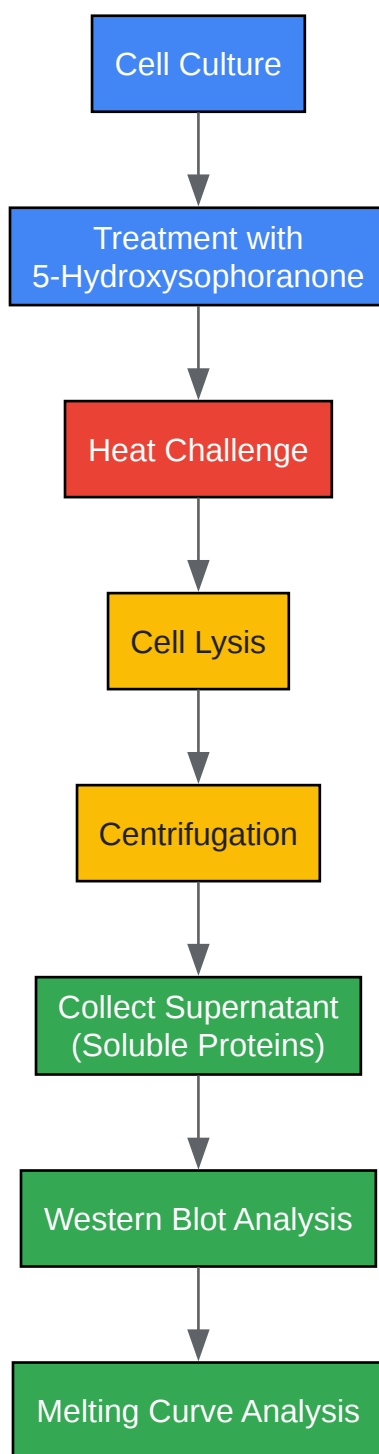 Cell Culture
Treatment with
5-Hydroxysophoranone
Heat Challenge
Cell Lysis
Centrifugation
Collect Supernatant
(Soluble Proteins)
Western Blot Analysis
Melting Curve Analysis